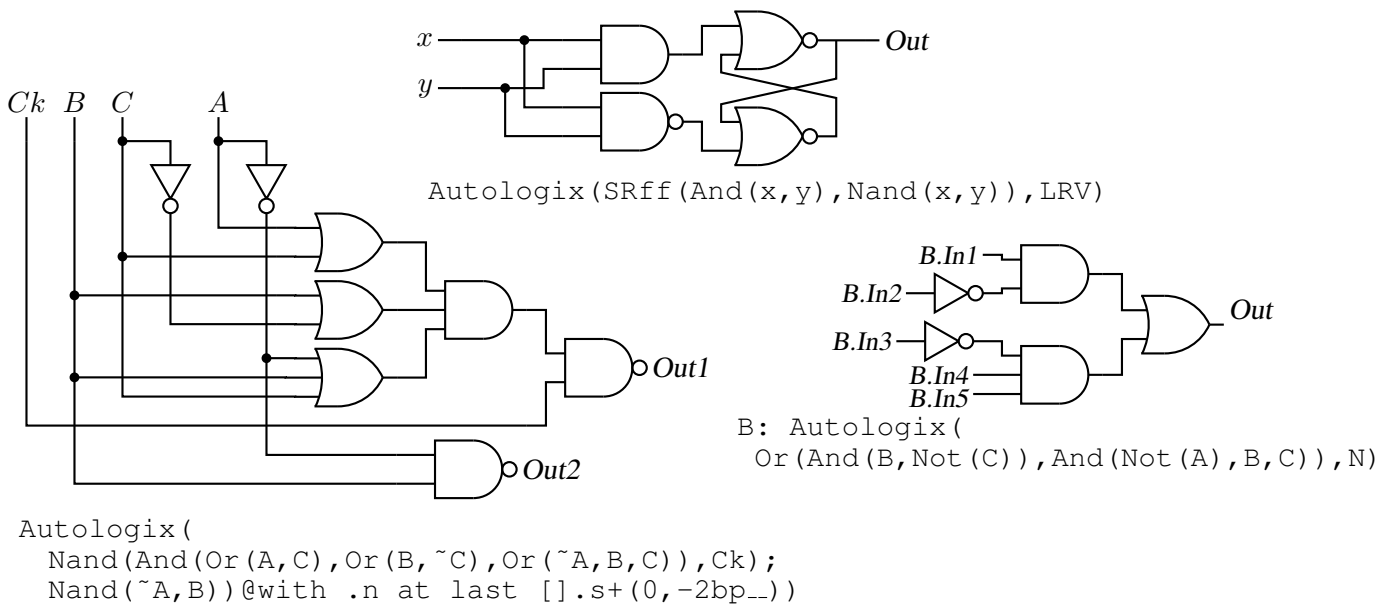 x
Out
y
Autologix(SRff(And(x,y),Nand(x,y)),LRV)
Ck B C A
Out1
Out2
Autologix(
Nand(And(Or(A,C),Or(B,˜C),Or(˜A,B,C)),Ck);
Nand(˜A,B))@with .n at last [].s+(0,-2bp__))
B.In1
B.In2
Out
B.In3
B.In4
B.In5
B: Autologix(
Or(And(B,Not(C)),And(Not(A),B,C)),N)